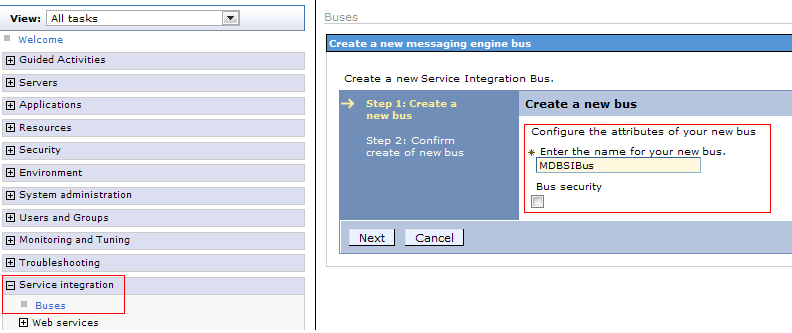 View: All tasks
Welcome
Guided Activities
Servers
Applications
Resources
Security
Environment
System administration
Users and Groups
Monitoring and Tuning
Troubleshooting
Service integration
Buses
Web services
Buses
Create a new messaging engine bus
Create a new Service Integration Bus.
Step 1: Create a
new bus
Step 2: Confirm
create of new bus
Create a new bus
Configure the attributes of your new bus
* Enter the name for your new bus.
MDBSIBus
Bus security
Next Cancel